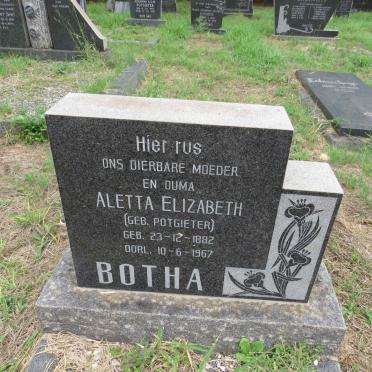 Hier rus
ONS DIERBARE MOEDER
EN OUMA
ALETTA ELIZABETH
(GEB. POTGIETER)
GEB. 23-12-1882
OORL. 10-6-1967
BOTHA